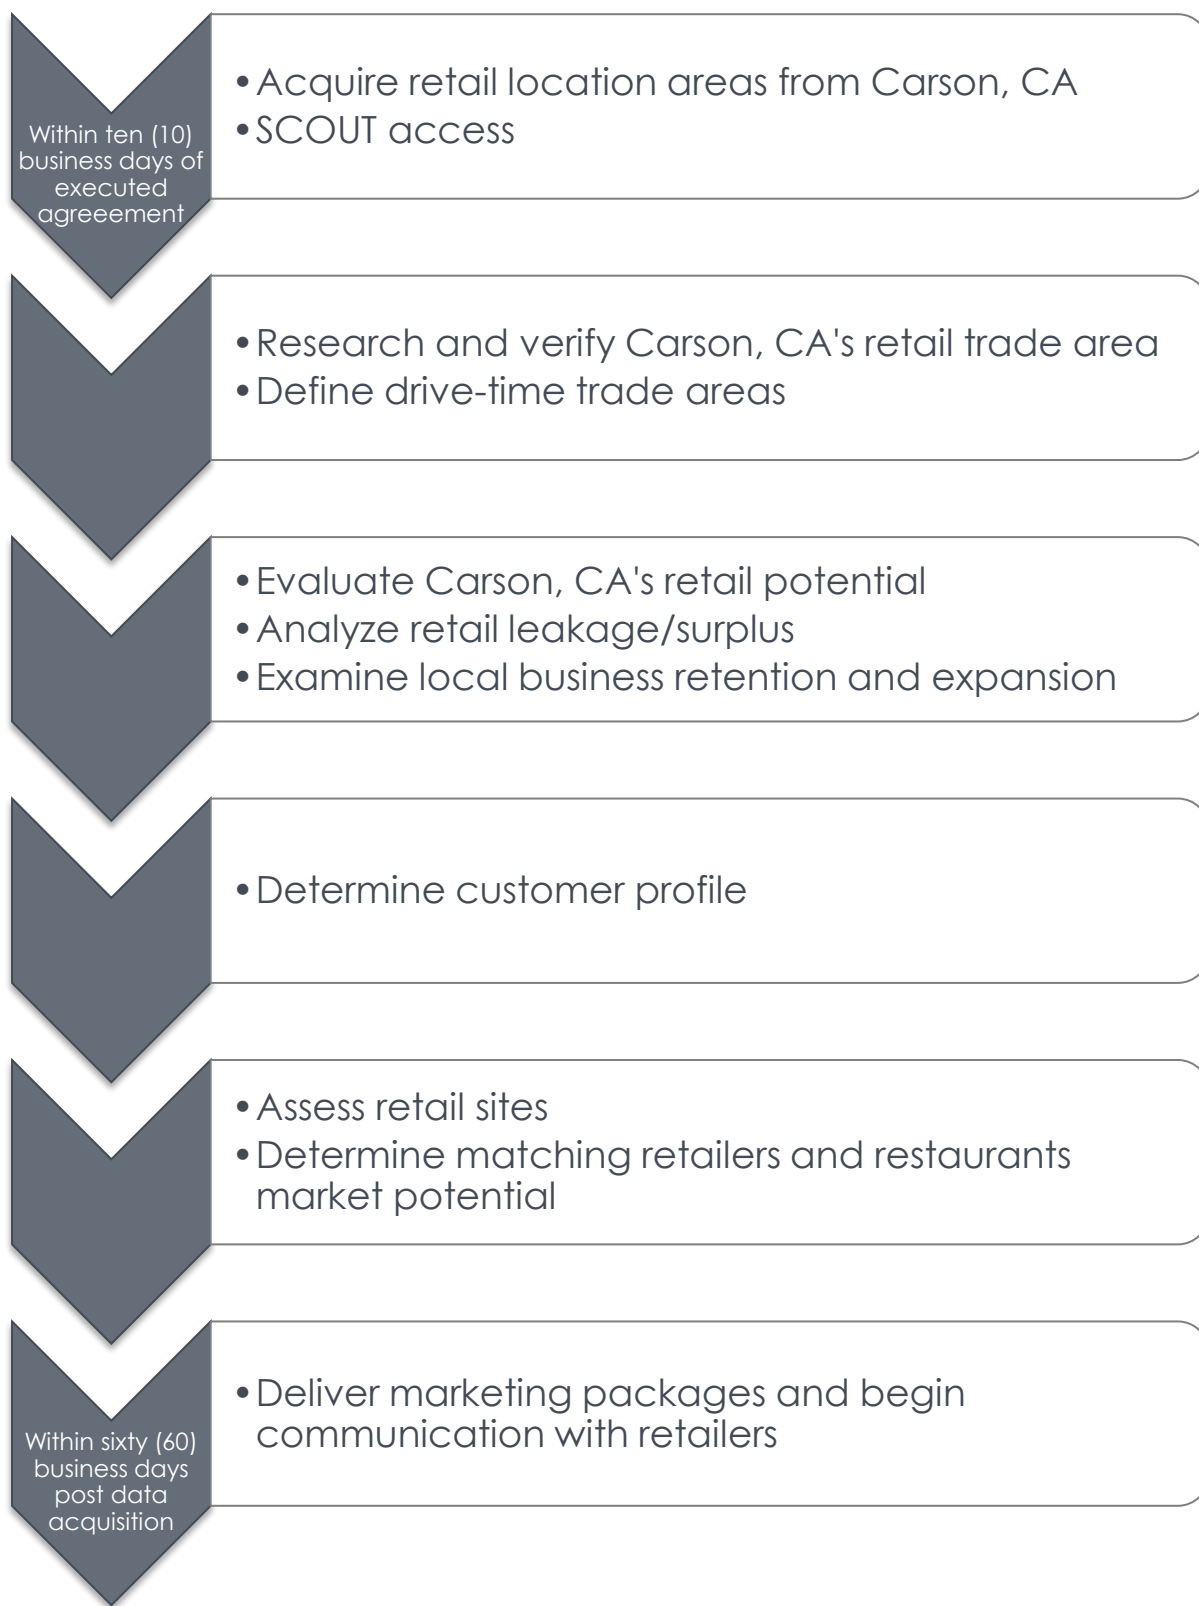 Within ten (10)
business days of
executed
agreeement
•Acquire retail location areas from Carson, CA
•SCOUT access
•Research and verify Carson, CA's retail trade area
•Define drive-time trade areas
•Evaluate Carson, CA's retail potential
•Analyze retail leakage/surplus
•Examine local business retention and expansion
•Determine customer profile
•Assess retail sites
•Determine matching retailers and restaurants
market potential
Within sixty (60)
business days
post data
acquisition
•Deliver marketing packages and begin
communication with retailers